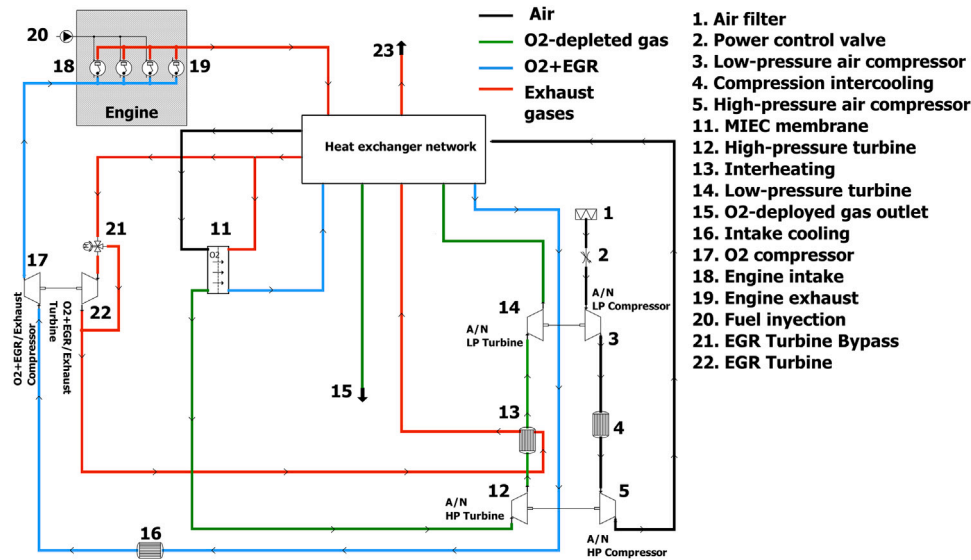 20
18
19
Engine
23
Air
O2-depleted gas
O2+EGR
Exhaust
gases
Heat exchanger network
1. Air filter
2. Power control valve
3. Low-pressure air compressor
4. Compression intercooling
5. High-pressure air compressor
11. MIEC membrane
12. High-pressure turbine
13. Interheating
14. Low-pressure turbine
15. O2-deployed gas outlet
16. Intake cooling
17. O2 compressor
18. Engine intake
19. Engine exhaust
20. Fuel inyection
21. EGR Turbine Bypass
22. EGR Turbine
21
11
O2
1
2
17
22
O2+EGR/Exhaust
Compressor
O2+EGR/Exhaust
Turbine
A/N
LP Compressor
14
3
A/N
LP Turbine
15
13
4
12
5
A/N
HP Turbine
A/N
HP Compressor
16